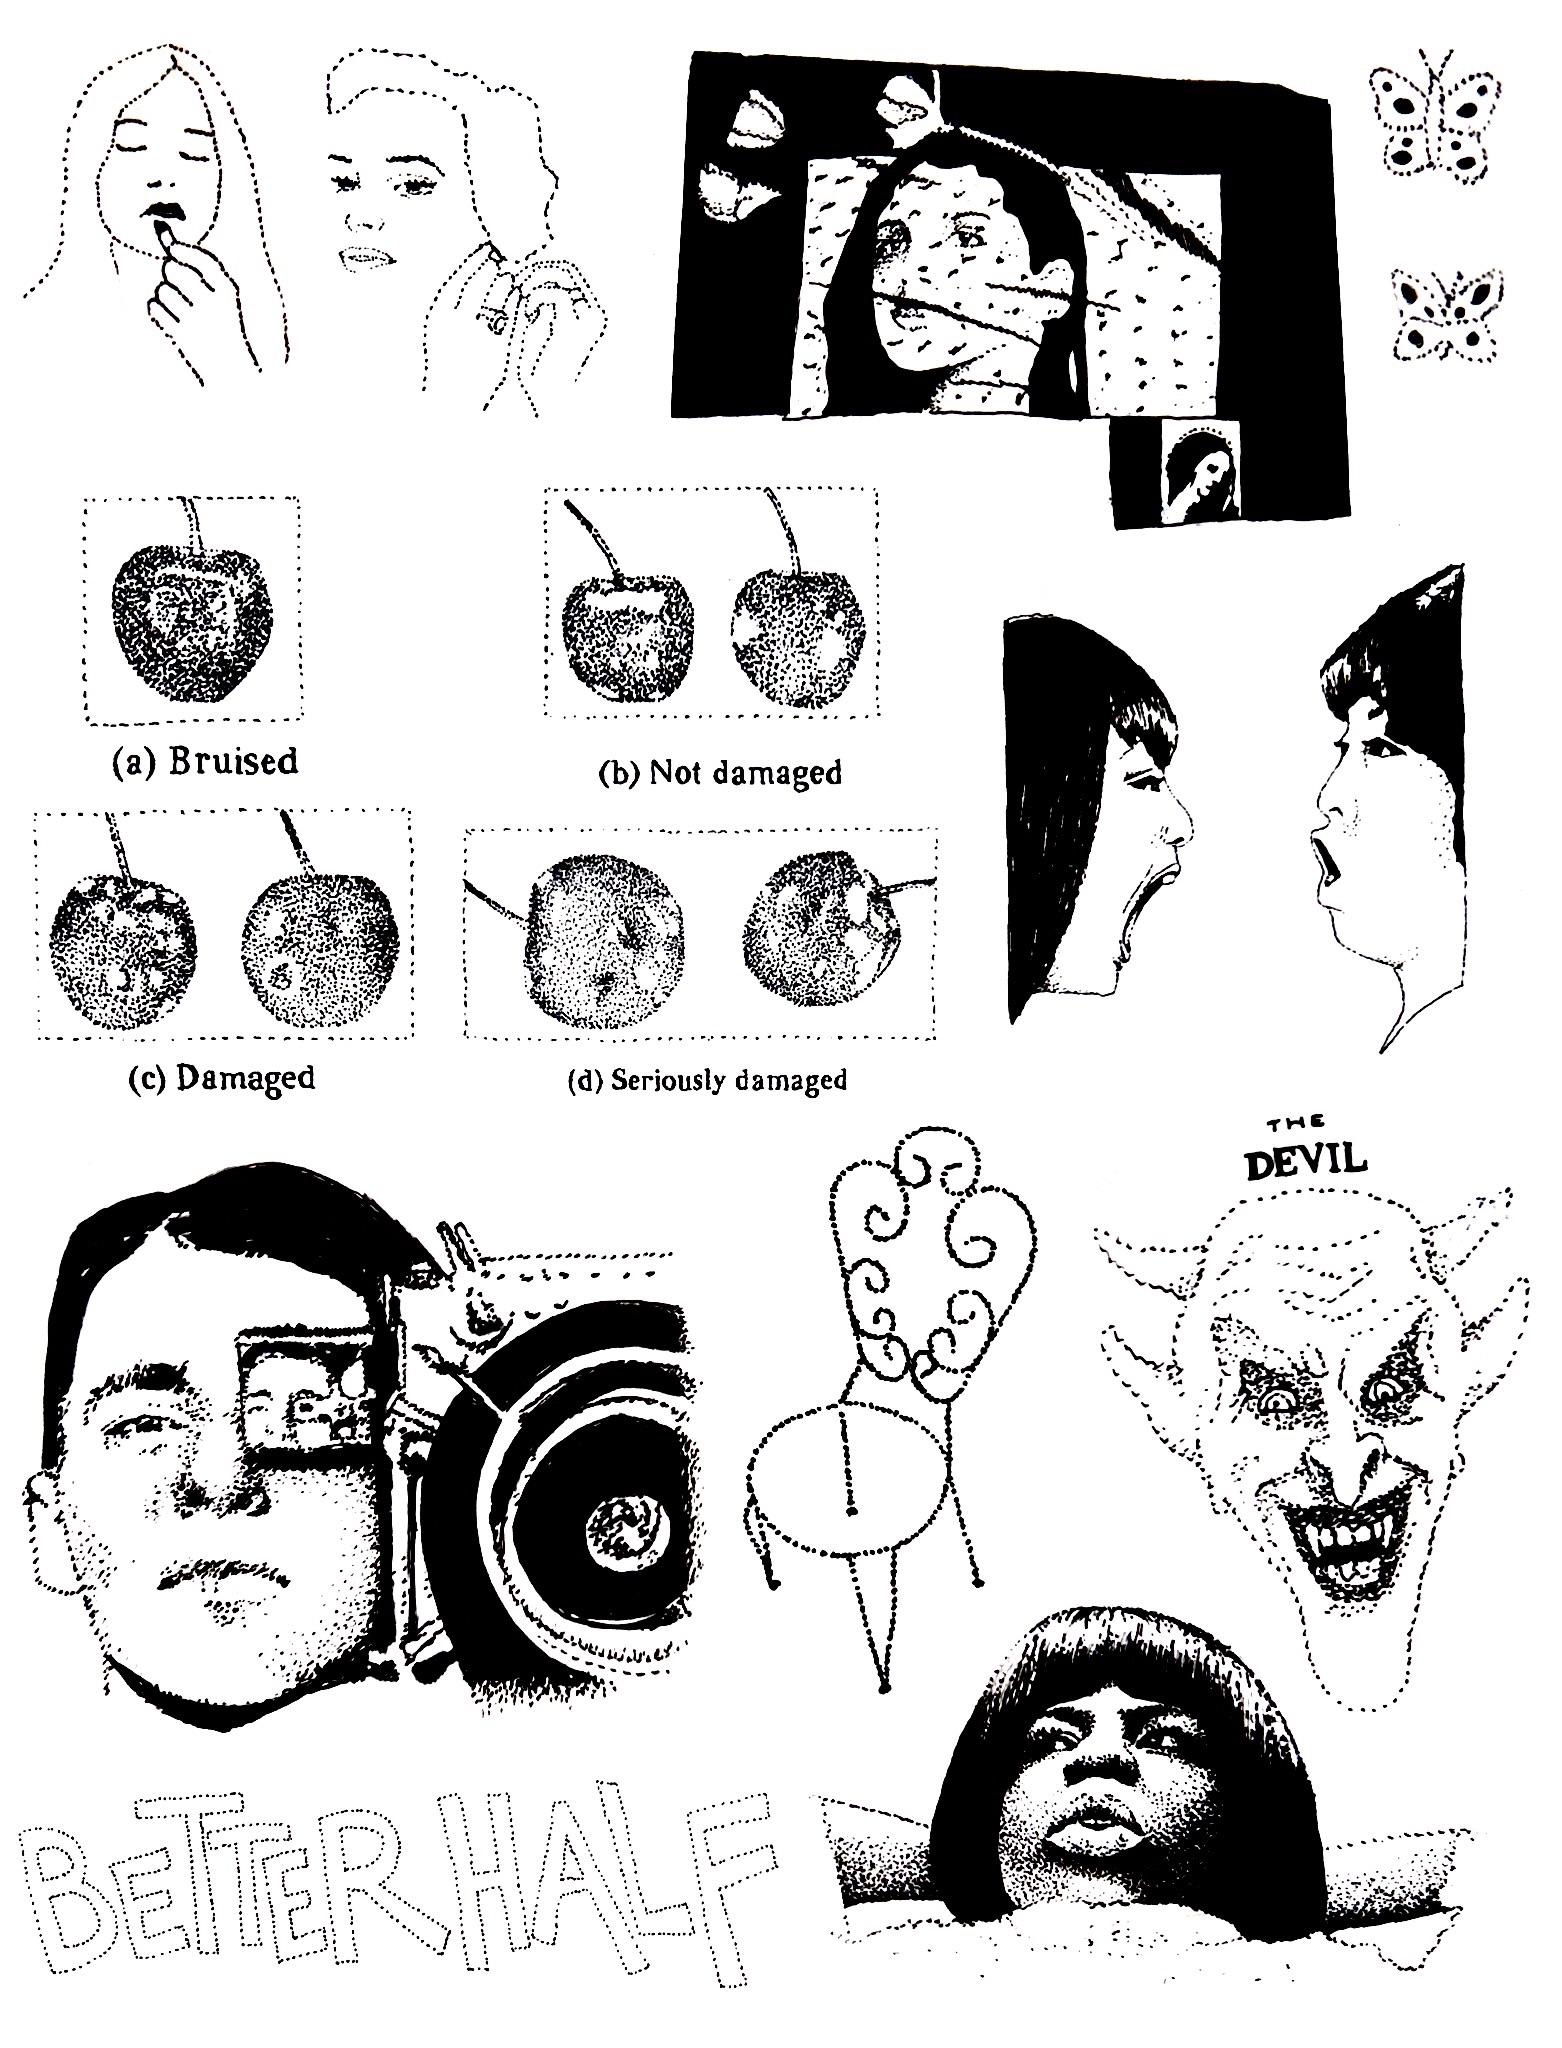 (a) Bruised
(b) Not damaged
(c) Damaged
(d) Seriously damaged
THE
DEVIL
BETTER HALF